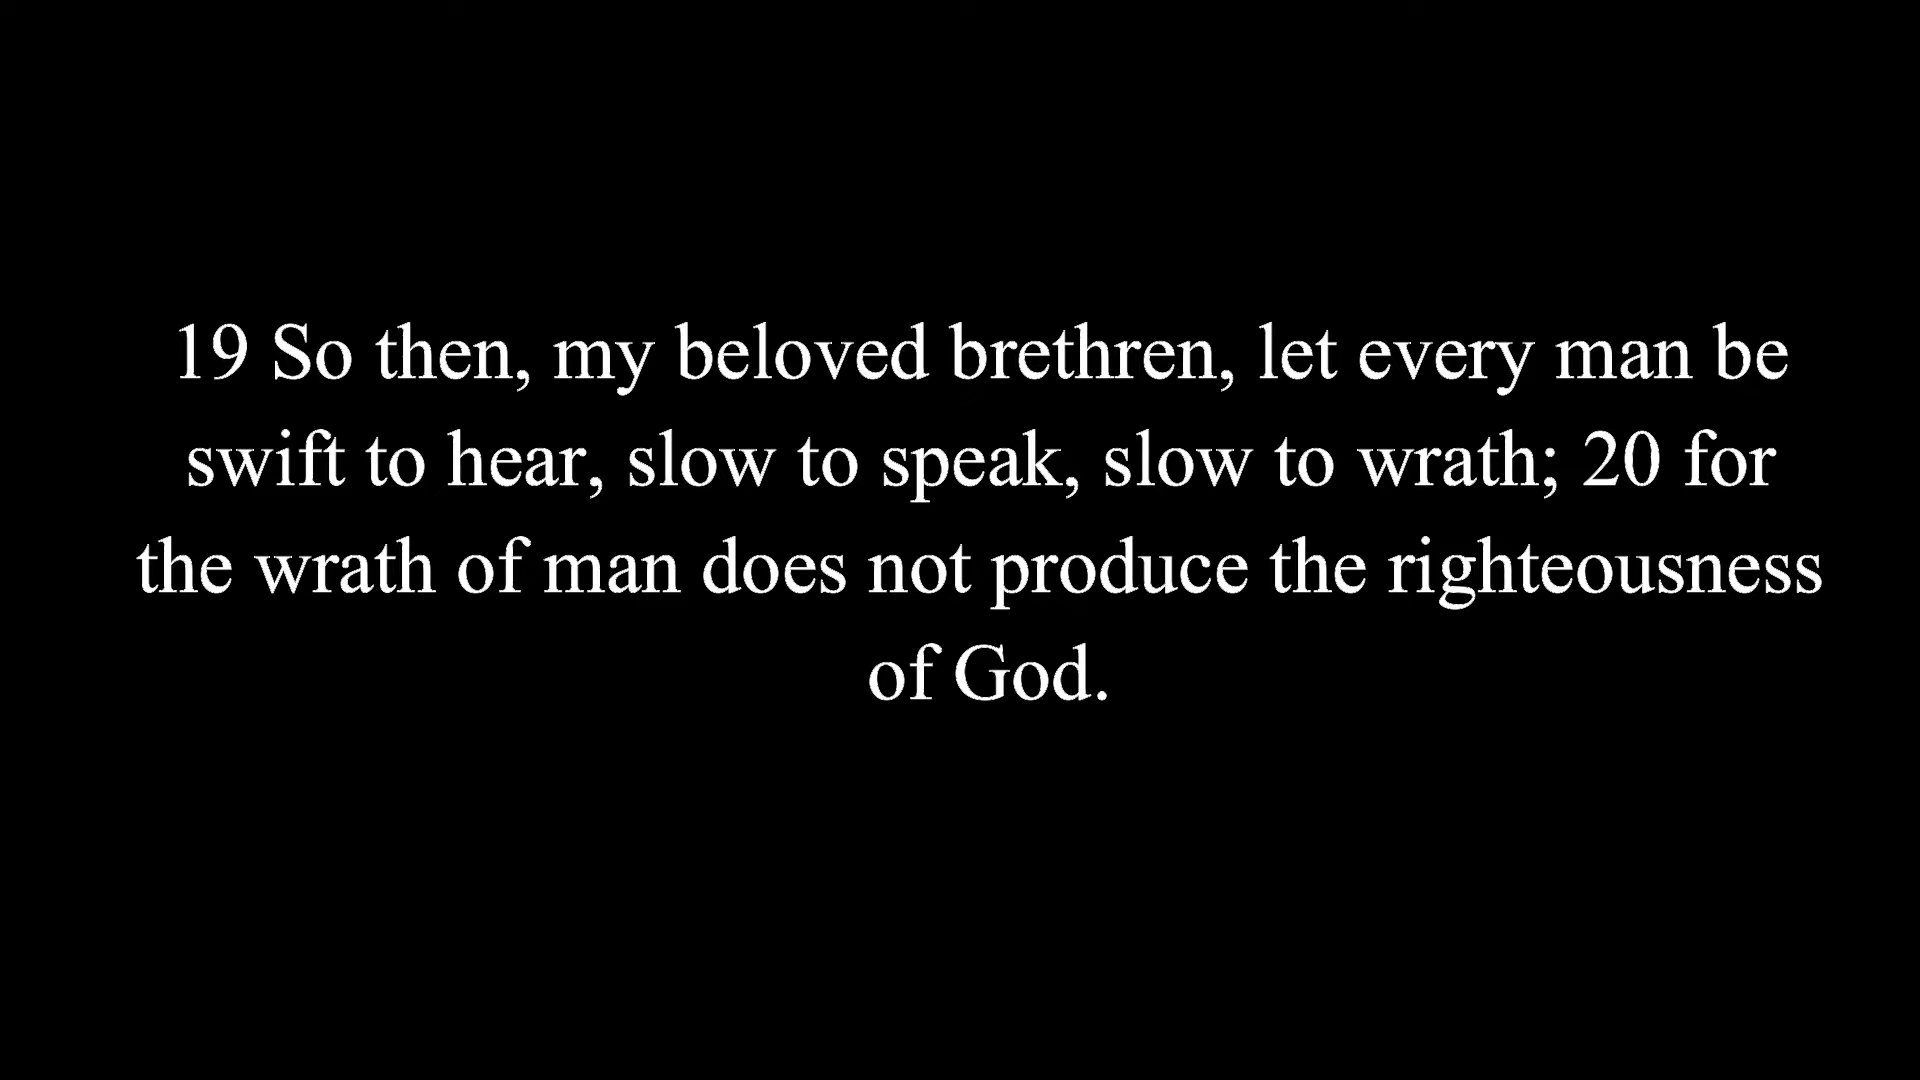 19 So then, my beloved brethren, let every man be
swift to hear, slow to speak, slow to wrath; 20 for
the wrath of man does not produce the righteousness
of God.